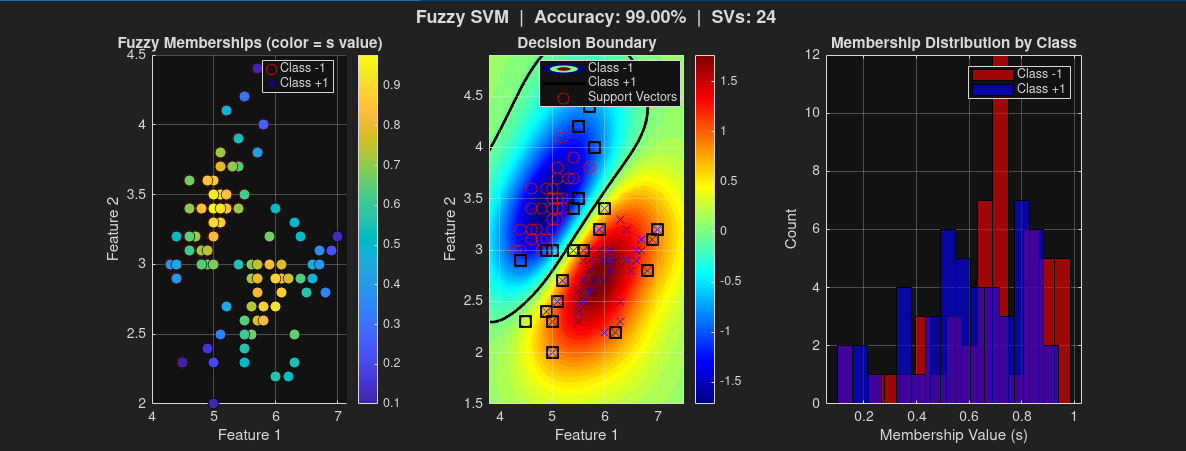 Fuzzy SVM | Accuracy: 99.00% | SVs: 24
Fuzzy Memberships (color = s value)
4.5
4
3.5
3
2.5
2
4
5
6
7
Feature 2
Feature 1
Class -1
Class +1
0.9
0.8
0.7
0.6
0.5
0.4
0.3
0.2
0.1
Decision Boundary
4.5
4
3.5
3
2.5
2
1.5
4
5
6
7
Feature 2
Feature 1
Class -1
Class +1
Support Vectors
1.5
1
0.5
0
-0.5
-1
-1.5
Membership Distribution by Class
12
10
8
6
4
2
0
0.2
0.4
0.6
0.8
1
Count
Membership Value (s)
Class -1
Class +1